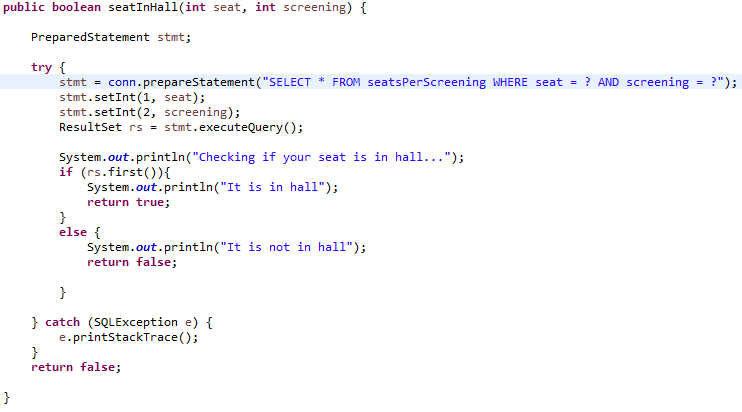 public boolean seatInHall(int seat, int screening) {
PreparedStatement stmt;
try {
stmt = conn.prepareStatement("SELECT * FROM seatsPerScreening WHERE seat = ? AND screening = ?");
stmt.setInt(1, seat);
stmt.setInt(2, screening);
ResultSet rs = stmt.executeQuery();
System.out.println("Checking if your seat is in hall...");
if (rs.first()){
System.out.println("It is in hall");
return true;
}
else {
System.out.println("It is not in hall");
return false;
}
} catch (SQLException e) {
e.printStackTrace();
}
return false;
}